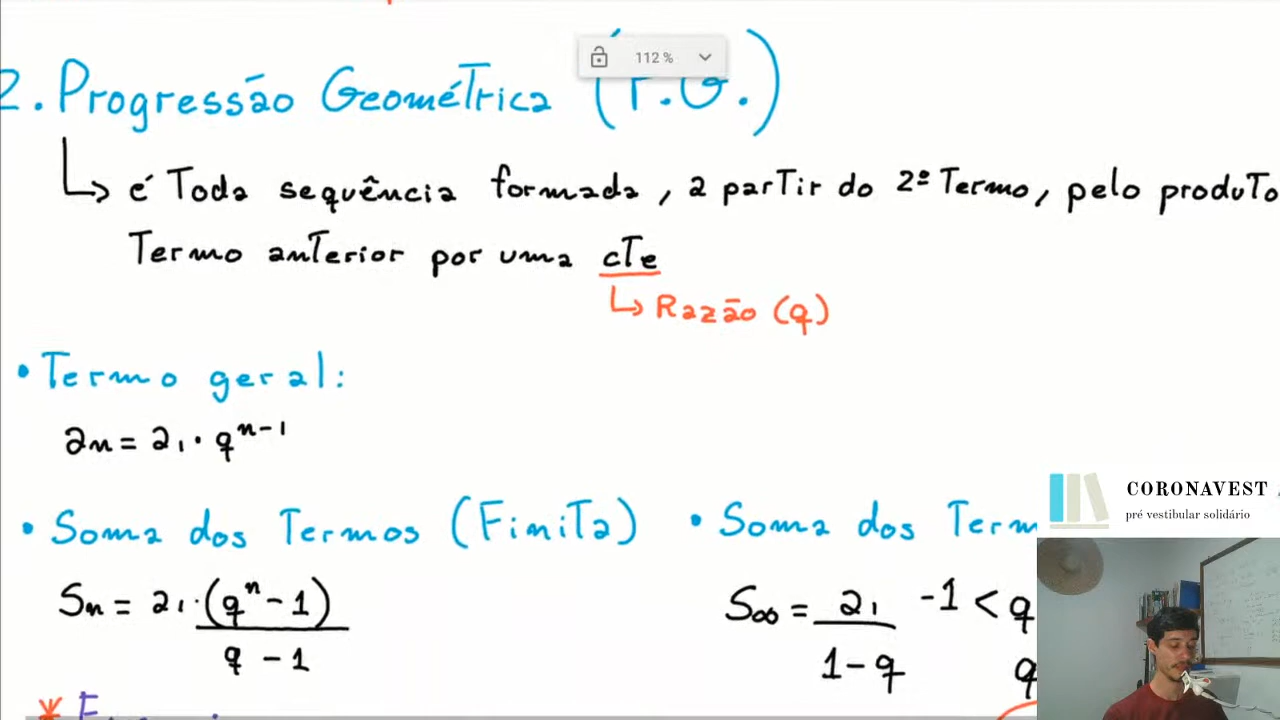 2. Progressão Geométrica (P.G.)
112 %
↳ é Toda sequência formada, a partir do 2º Termo, pelo produto
Termo anterior por uma cTe
↳ Razão (q)
• Termo geral:
an = a₁ · q^(n-1)
• Soma dos Termos (Finita)
Sn = a₁ · (q^n - 1) / (q - 1)
• Soma dos
S∞ = a₁ / (1 - q) -1 < q
q
CORONAVEST
pré vestibular solidário